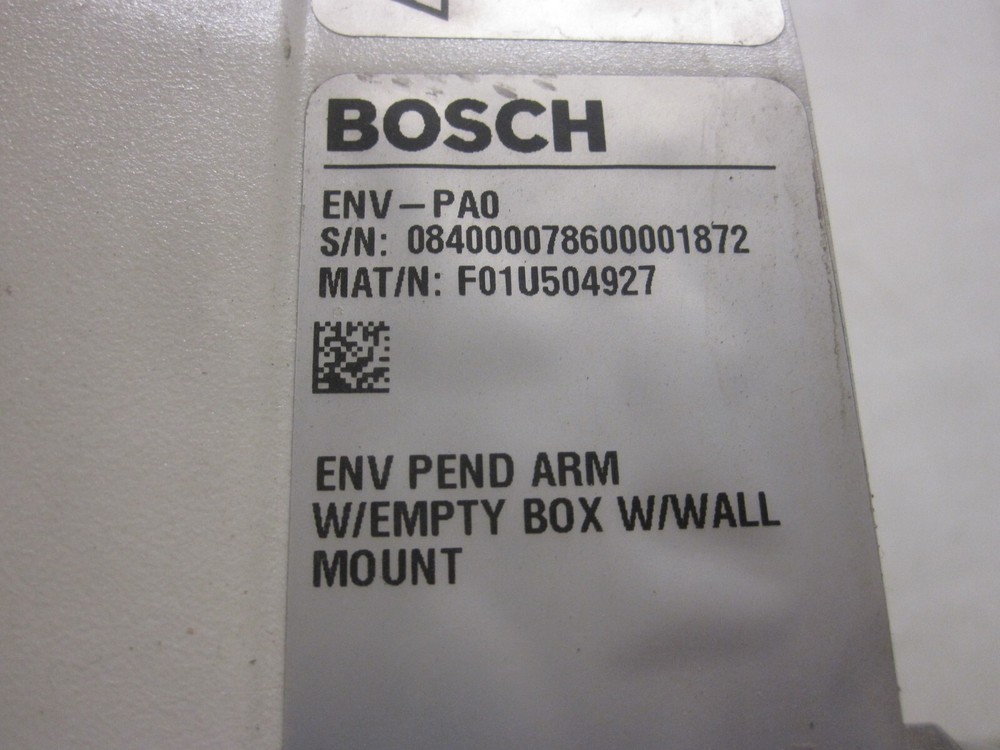 BOSCH
ENV-PA0
S/N: 084000078600001872
MAT/N: F01U504927
ENV PEND ARM
W/EMPTY BOX W/WALL
MOUNT